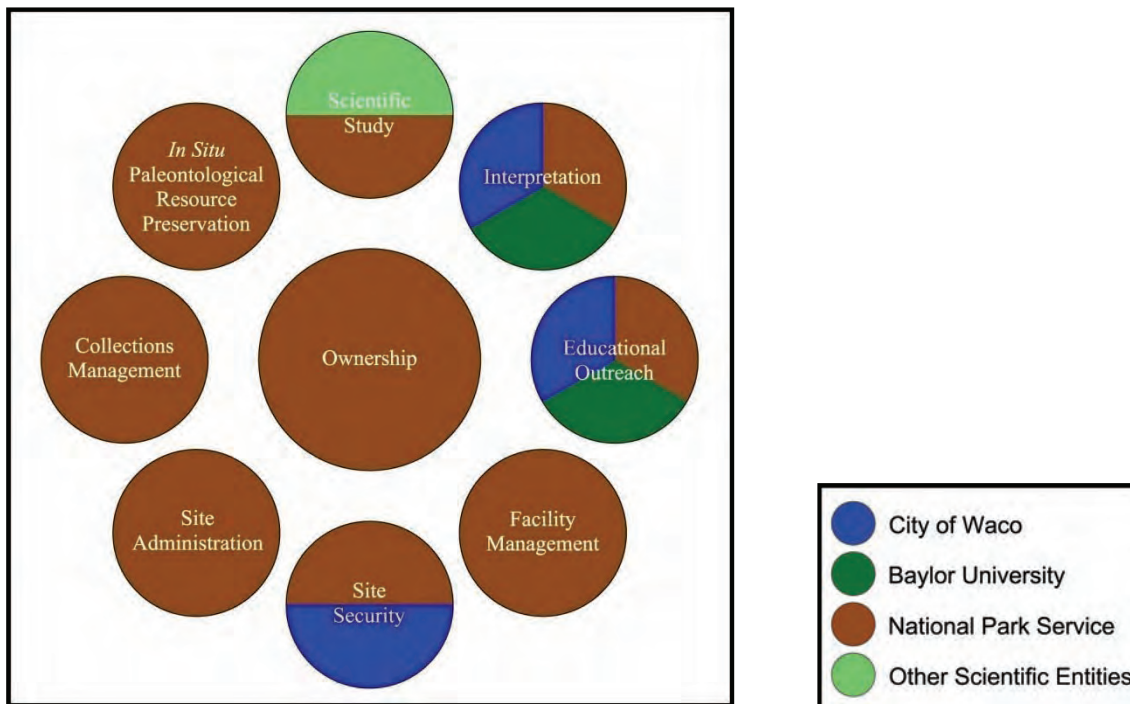 Scientific
Study
In Situ
Paleontological
Resource
Preservation
Interpretation
Collections
Management
Ownership
Educational
Outreach
Site
Administration
Facility
Management
Site
Security
City of Waco
Baylor University
National Park Service
Other Scientific Entities